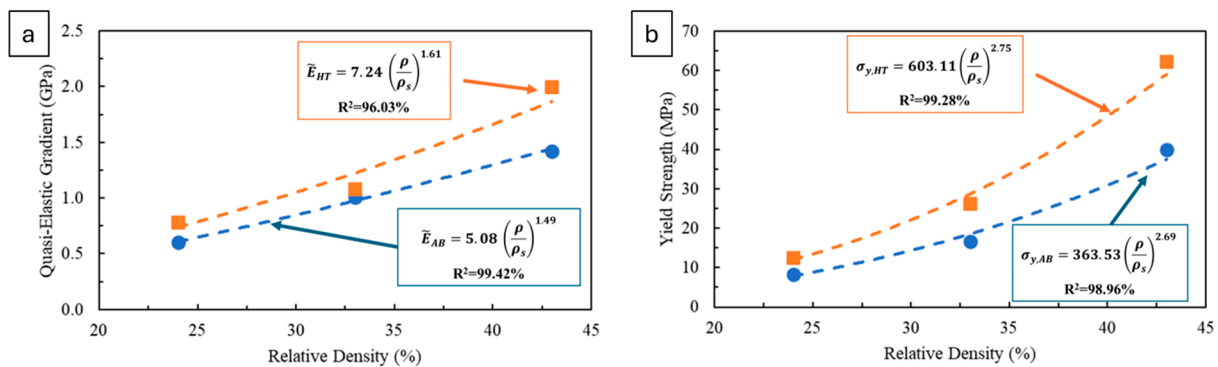 a
Quasi-Elastic Gradient (GPa)
2.5
2.0
1.5
1.0
0.5
0.0
20 25 30 35 40 45
Relative Density (%)
Ẽ_HT = 7.24 (ρ/ρ_s)^1.61
R²=96.03%
Ẽ_AB = 5.08 (ρ/ρ_s)^1.49
R²=99.42%
b
Yield Strength (MPa)
70
60
50
40
30
20
10
0
20 25 30 35 40 45
Relative Density (%)
σ_y,HT = 603.11 (ρ/ρ_s)^2.75
R²=99.28%
σ_y,AB = 363.53 (ρ/ρ_s)^2.69
R²=98.96%